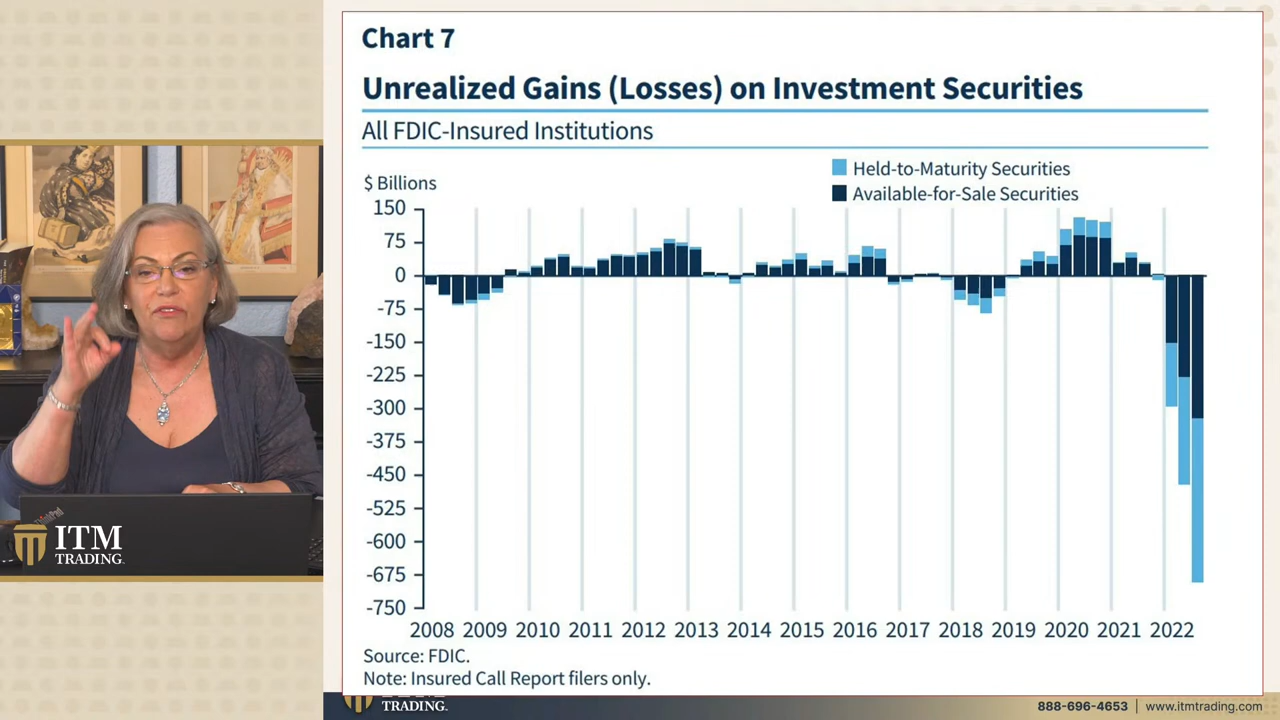 Chart 7
Unrealized Gains (Losses) on Investment Securities
All FDIC-Insured Institutions
$ Billions
Held-to-Maturity Securities
Available-for-Sale Securities
150
75
0
-75
-150
-225
-300
-375
-450
-525
-600
-675
-750
2008 2009 2010 2011 2012 2013 2014 2015 2016 2017 2018 2019 2020 2021 2022
Source: FDIC.
Note: Insured Call Report filers only.
ThinkPad
ITM
TRADING
TRADING.
888-696-4653 | www.itmtrading.com